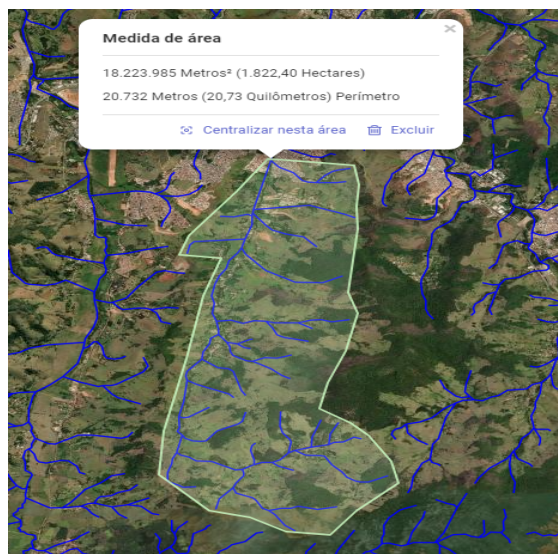 Medida de área
18.223.985 Metros² (1.822,40 Hectares)
20.732 Metros (20,73 Quilômetros) Perímetro
Centralizar nesta área Excluir